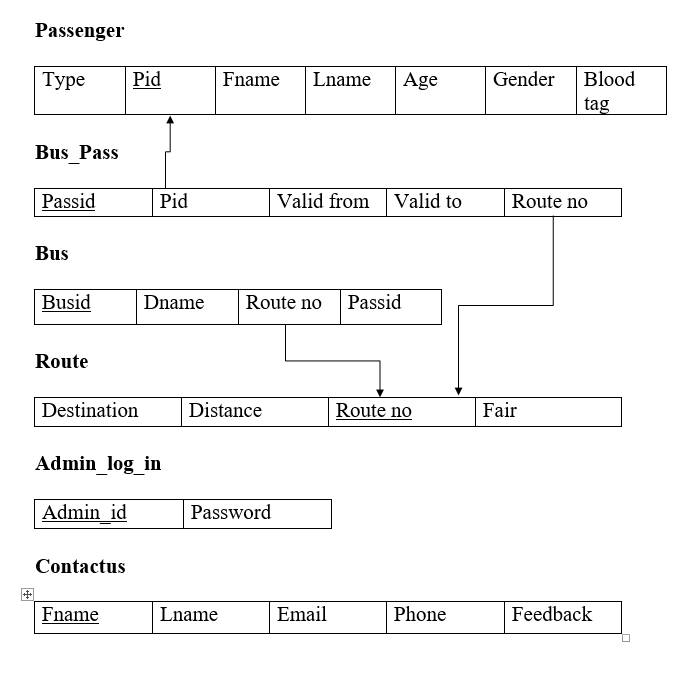 Passenger
Type Pid Fname Lname Age Gender Blood
tag
Bus_Pass
Passid Pid Valid from Valid to Route no
Bus
Busid Dname Route no Passid
Route
Destination Distance Route no Fair
Admin_log_in
Admin_id Password
Contactus
Fname Lname Email Phone Feedback